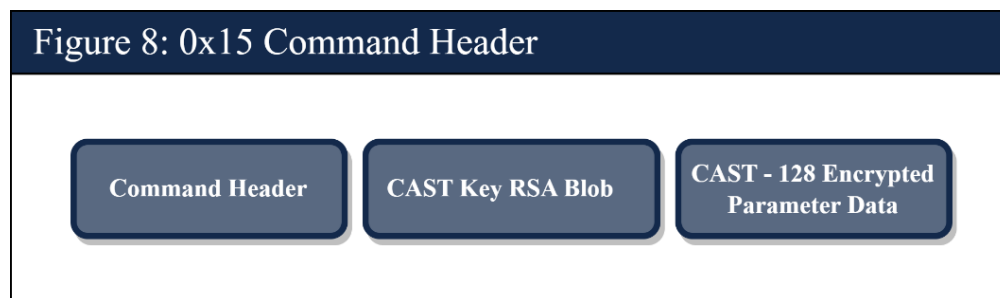 Figure 8: 0x15 Command Header
Command Header
CAST Key RSA Blob
CAST - 128 Encrypted
Parameter Data